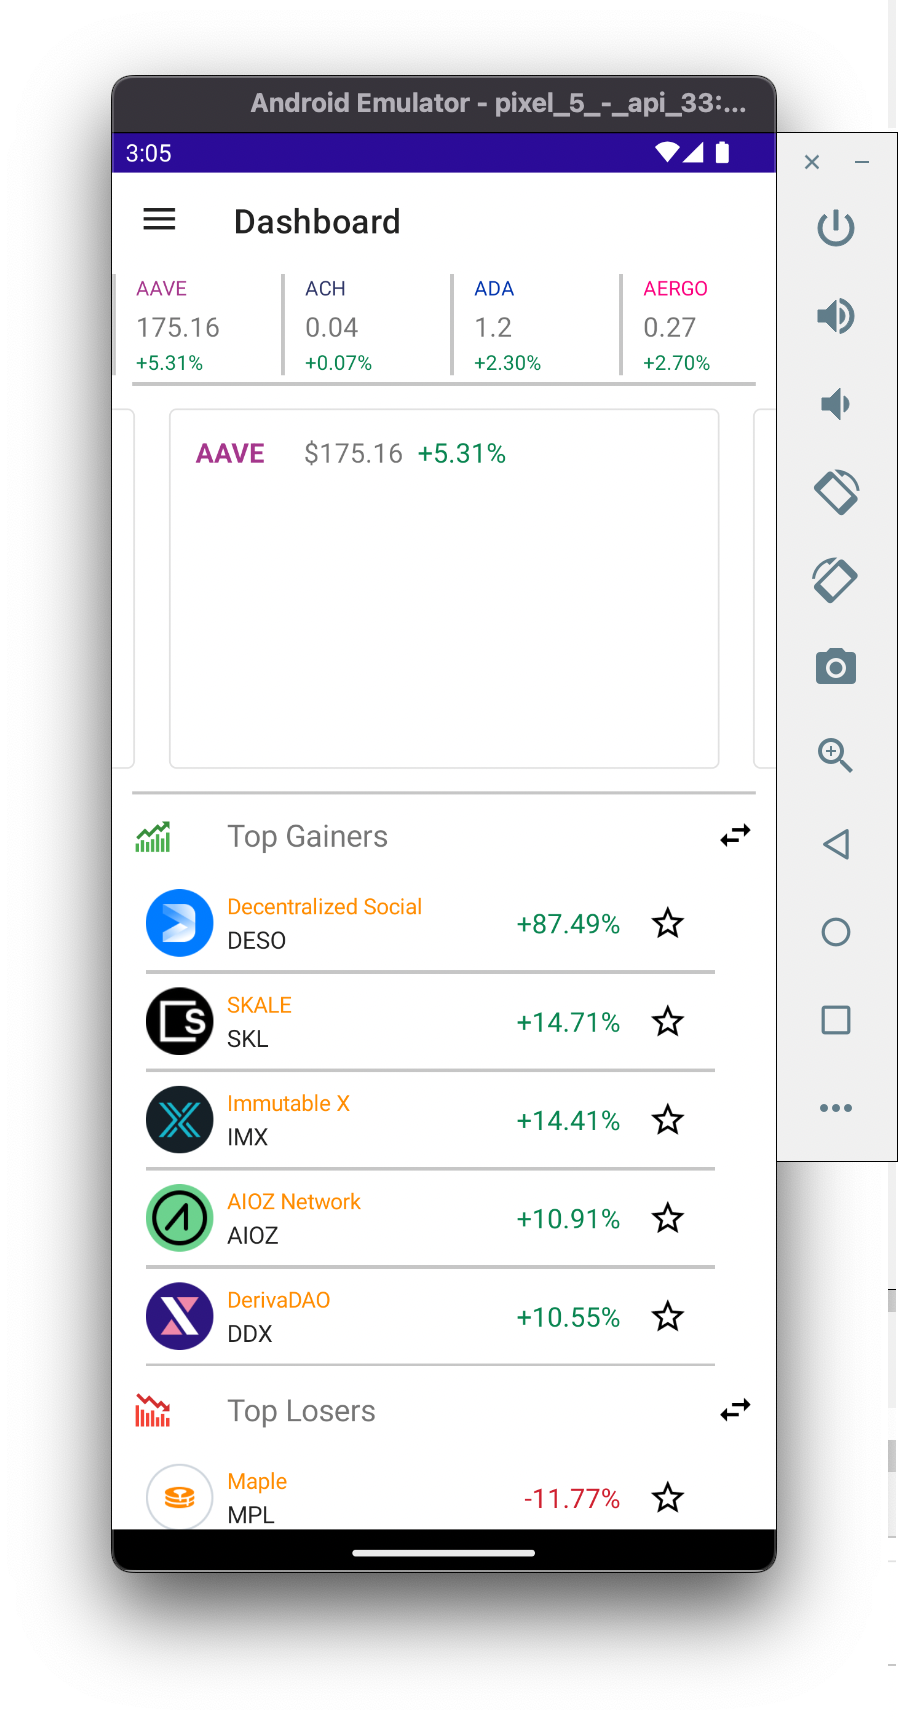 Android Emulator - pixel_5_-_api_33:...
3:05
Dashboard
AAVE ACH ADA AERGO
175.16 0.04 1.2 0.27
+5.31% +0.07% +2.30% +2.70%
AAVE $175.16 +5.31%
Top Gainers
Decentralized Social
DESO
+87.49%
SKALE
SKL
+14.71%
Immutable X
IMX
+14.41%
AIOZ Network
AIOZ
+10.91%
DerivaDAO
DDX
+10.55%
Top Losers
Maple
MPL
-11.77%